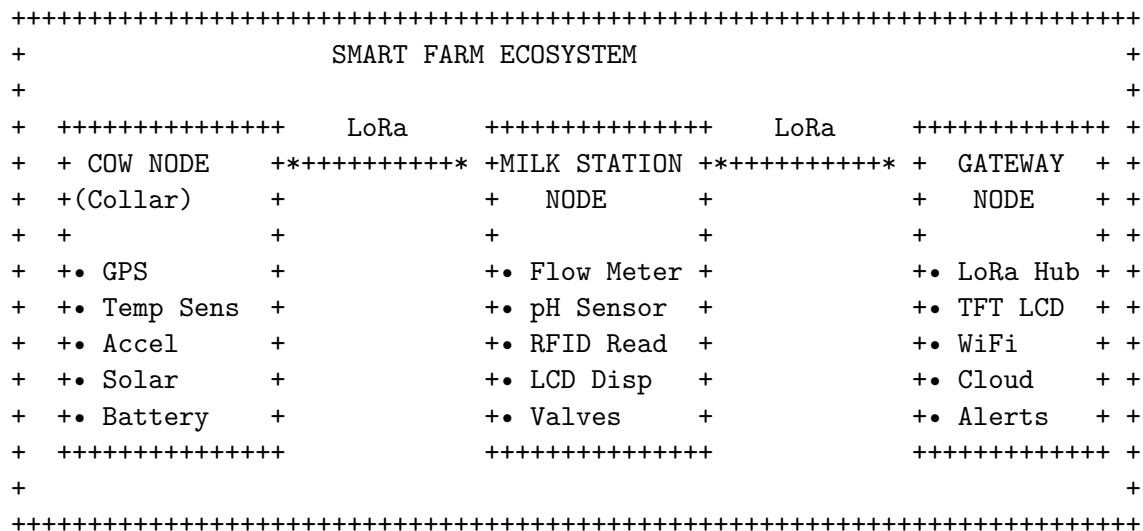 ++++++++++++++++++++++++++++++++++++++++++++++++++++++++++++++++++++++++++
+                    SMART FARM ECOSYSTEM                                +
+                                                                        +
+  +++++++++++++++    LoRa     +++++++++++++++    LoRa     +++++++++++++ +
+  + COW NODE    +*++++++++++* +MILK STATION +*++++++++++* +  GATEWAY  + +
+  +(Collar)     +             +   NODE      +             +   NODE    + +
+  +             +             +             +             +           + +
+  +• GPS        +             +• Flow Meter +             +• LoRa Hub + +
+  +• Temp Sens  +             +• pH Sensor  +             +• TFT LCD  + +
+  +• Accel      +             +• RFID Read  +             +• WiFi     + +
+  +• Solar      +             +• LCD Disp   +             +• Cloud    + +
+  +• Battery    +             +• Valves     +             +• Alerts   + +
+  +++++++++++++++             +++++++++++++++             +++++++++++++ +
+                                                                        +
++++++++++++++++++++++++++++++++++++++++++++++++++++++++++++++++++++++++++